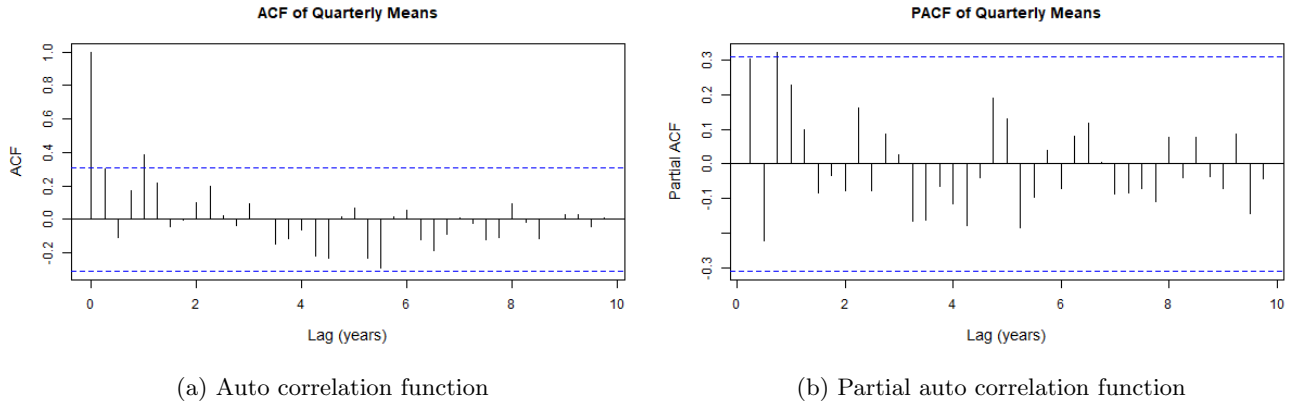 ACF of Quarterly Means
ACF
1.0
0.8
0.6
0.4
0.2
0.0
-0.2
0 2 4 6 8 10
Lag (years)
(a) Auto correlation function
PACF of Quarterly Means
Partial ACF
0.3
0.2
0.1
0.0
-0.1
-0.3
0 2 4 6 8 10
Lag (years)
(b) Partial auto correlation function